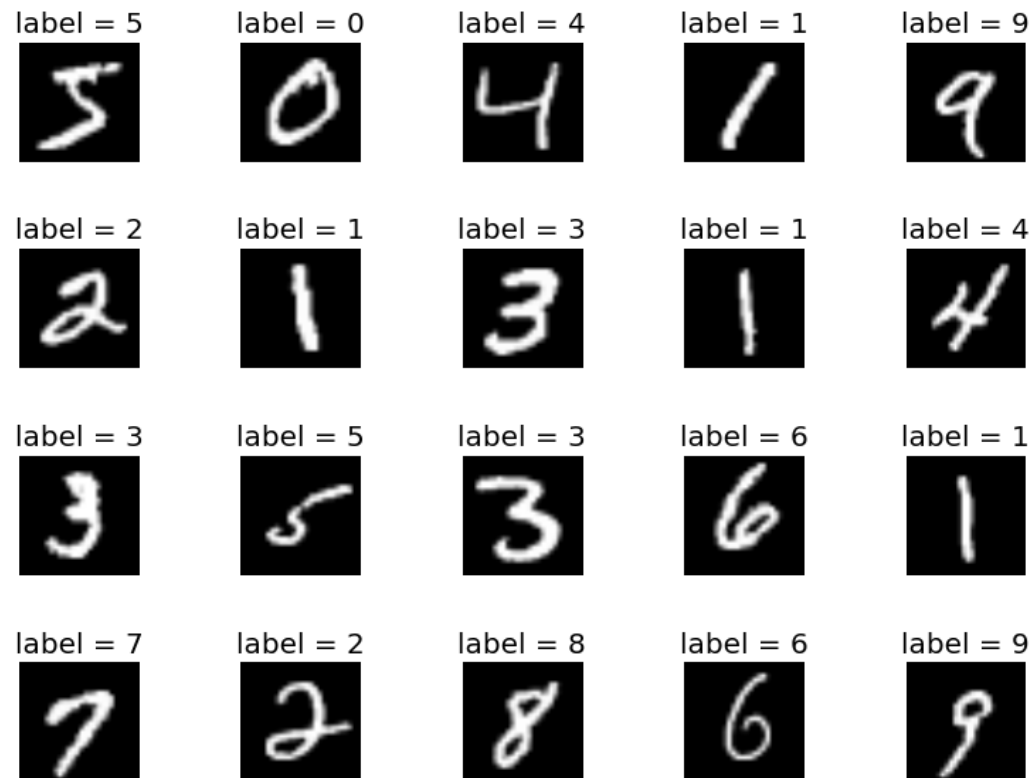 label = 5 label = 0 label = 4 label = 1 label = 9
5 0 4 1 9
label = 2 label = 1 label = 3 label = 1 label = 4
2 1 3 1 4
label = 3 label = 5 label = 3 label = 6 label = 1
3 5 3 6 1
label = 7 label = 2 label = 8 label = 6 label = 9
7 2 8 6 9